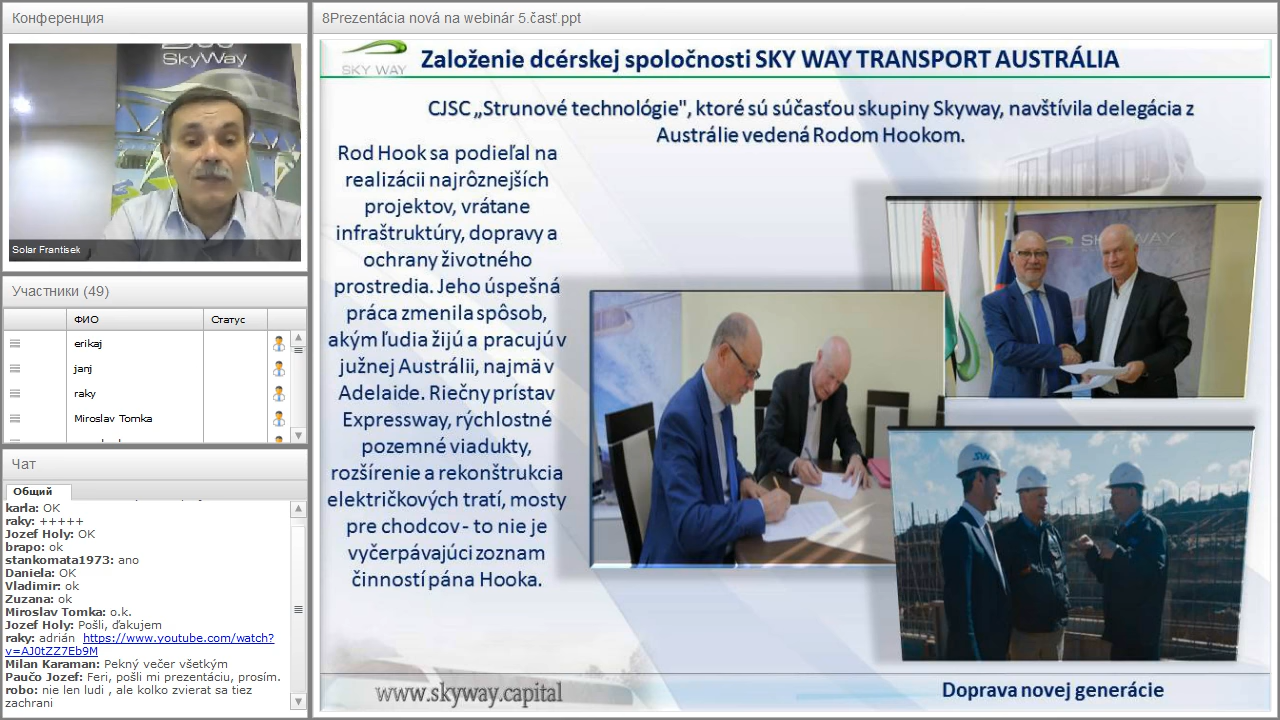 Конференция
SkyWay
Solar Frantisek
Участники (49)
ФИО
Статус
erikaj
janj
raky
Miroslav Tomka
Чат
Общий
karla: OK
raky: +++++
Jozef Holy: OK
brapo: ok
stankomata1973: ano
Daniela: OK
Vladimir: ok
Zuzana: ok
Miroslav Tomka: o.k.
Jozef Holy: Pošli, ďakujem
raky: adrián https://www.youtube.com/watch?
v=AJ0tZZ7Eb9M
Milan Karaman: Pekný večer všetkým
Paučo Jozef: Feri, pošli mi prezentáciu, prosím.
robo: nie len ludi , ale kolko zvierat sa tiez
zachrani
8Prezentácia nová na webinár 5.časť.ppt
SKY WAY
Založenie dcérskej spoločnosti SKY WAY TRANSPORT AUSTRÁLIA
CJSC „Strunové technológie", ktoré sú súčasťou skupiny Skyway, navštívila delegácia z
Austrálie vedená Rodom Hookom.
Rod Hook sa podieľal na
realizácii najrôznejších
projektov, vrátane
infraštruktúry, dopravy a
ochrany životného
prostredia. Jeho úspešná
práca zmenila spôsob,
akým ľudia žijú a pracujú v
južnej Austrálii, najmä v
Adelaide. Riečny prístav
Expressway, rýchlostné
pozemné viadukty,
rozšírenie a rekonštrukcia
električkových tratí, mosty
pre chodcov - to nie je
vyčerpávajúci zoznam
činností pána Hooka.
SKY WAY
SW
www.skyway.capital
Doprava novej generácie